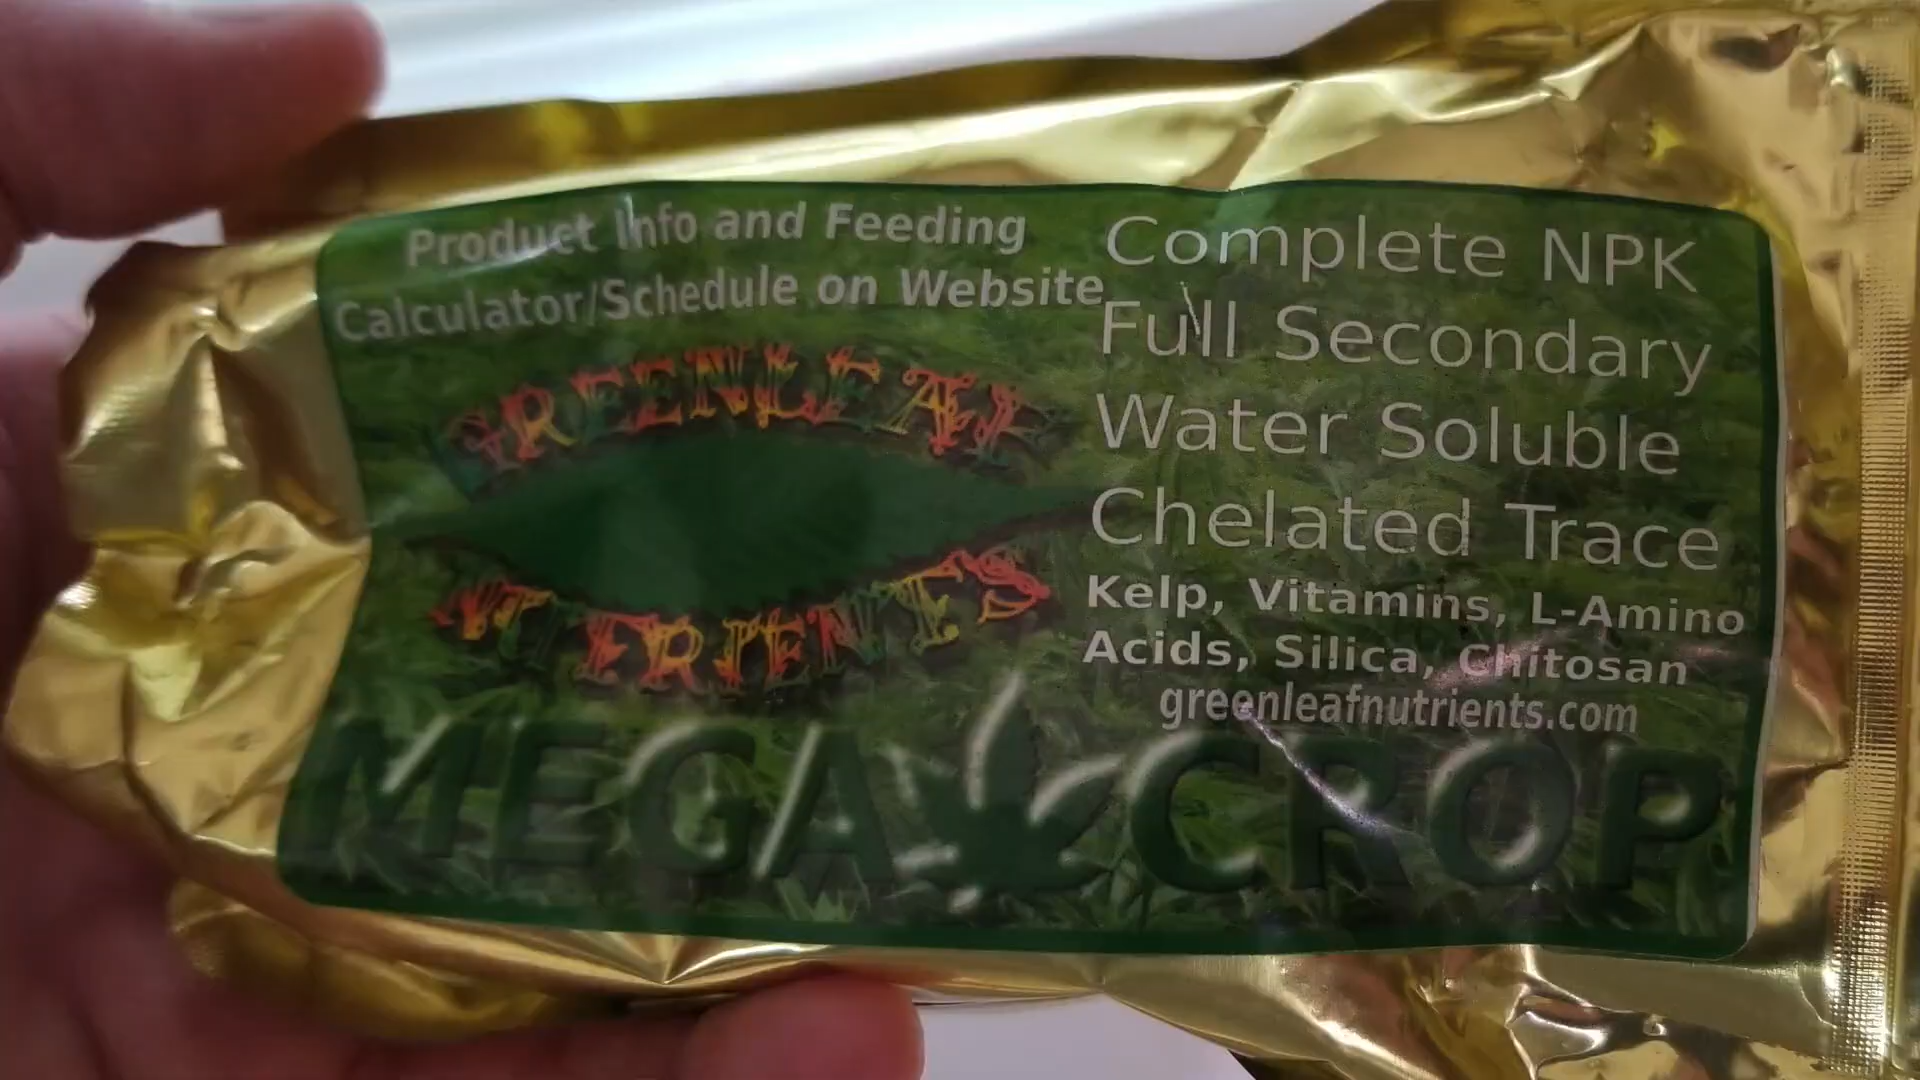 Product Info and Feeding
Calculator/Schedule on Website
GREENLEAF
NUTRIENTS
Complete NPK
Full Secondary
Water Soluble
Chelated Trace
Kelp, Vitamins, L-Amino
Acids, Silica, Chitosan
greenleafnutrients.com
MEGA CROP